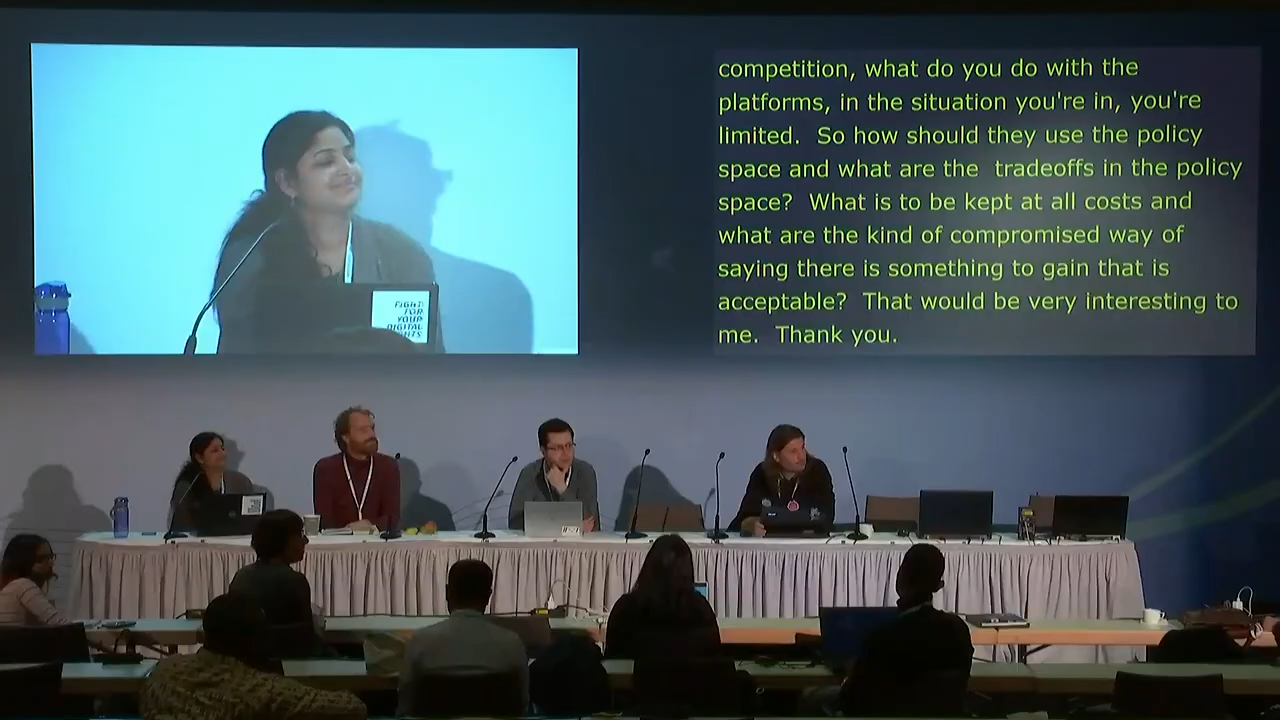 competition, what do you do with the
platforms, in the situation you're in, you're
limited.  So how should they use the policy
space and what are the  tradeoffs in the policy
space?  What is to be kept at all costs and
what are the kind of compromised way of
saying there is something to gain that is
acceptable?  That would be very interesting to
me.  Thank you.
FIGHT
FOR
YOUR
DIGITAL
RIGHTS